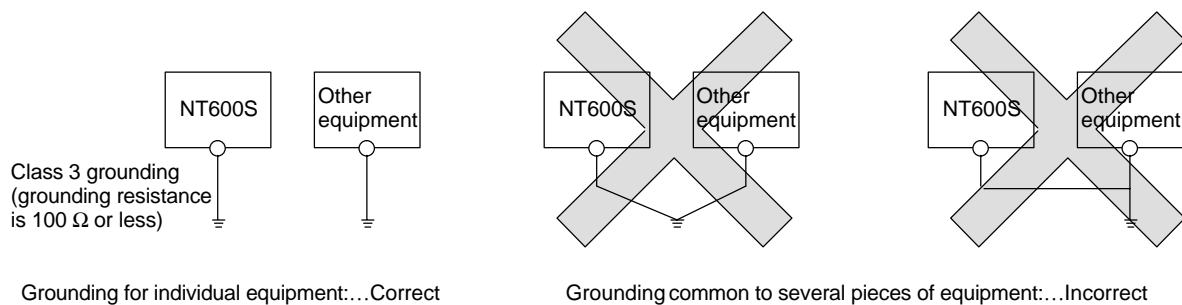 NT600S
Other
equipment
Class 3 grounding
(grounding resistance
is 100 Ω or less)
NT600S
Other
equipment
NT600S
Other
equipment
Grounding for individual equipment:…Correct
Grounding common to several pieces of equipment:…Incorrect